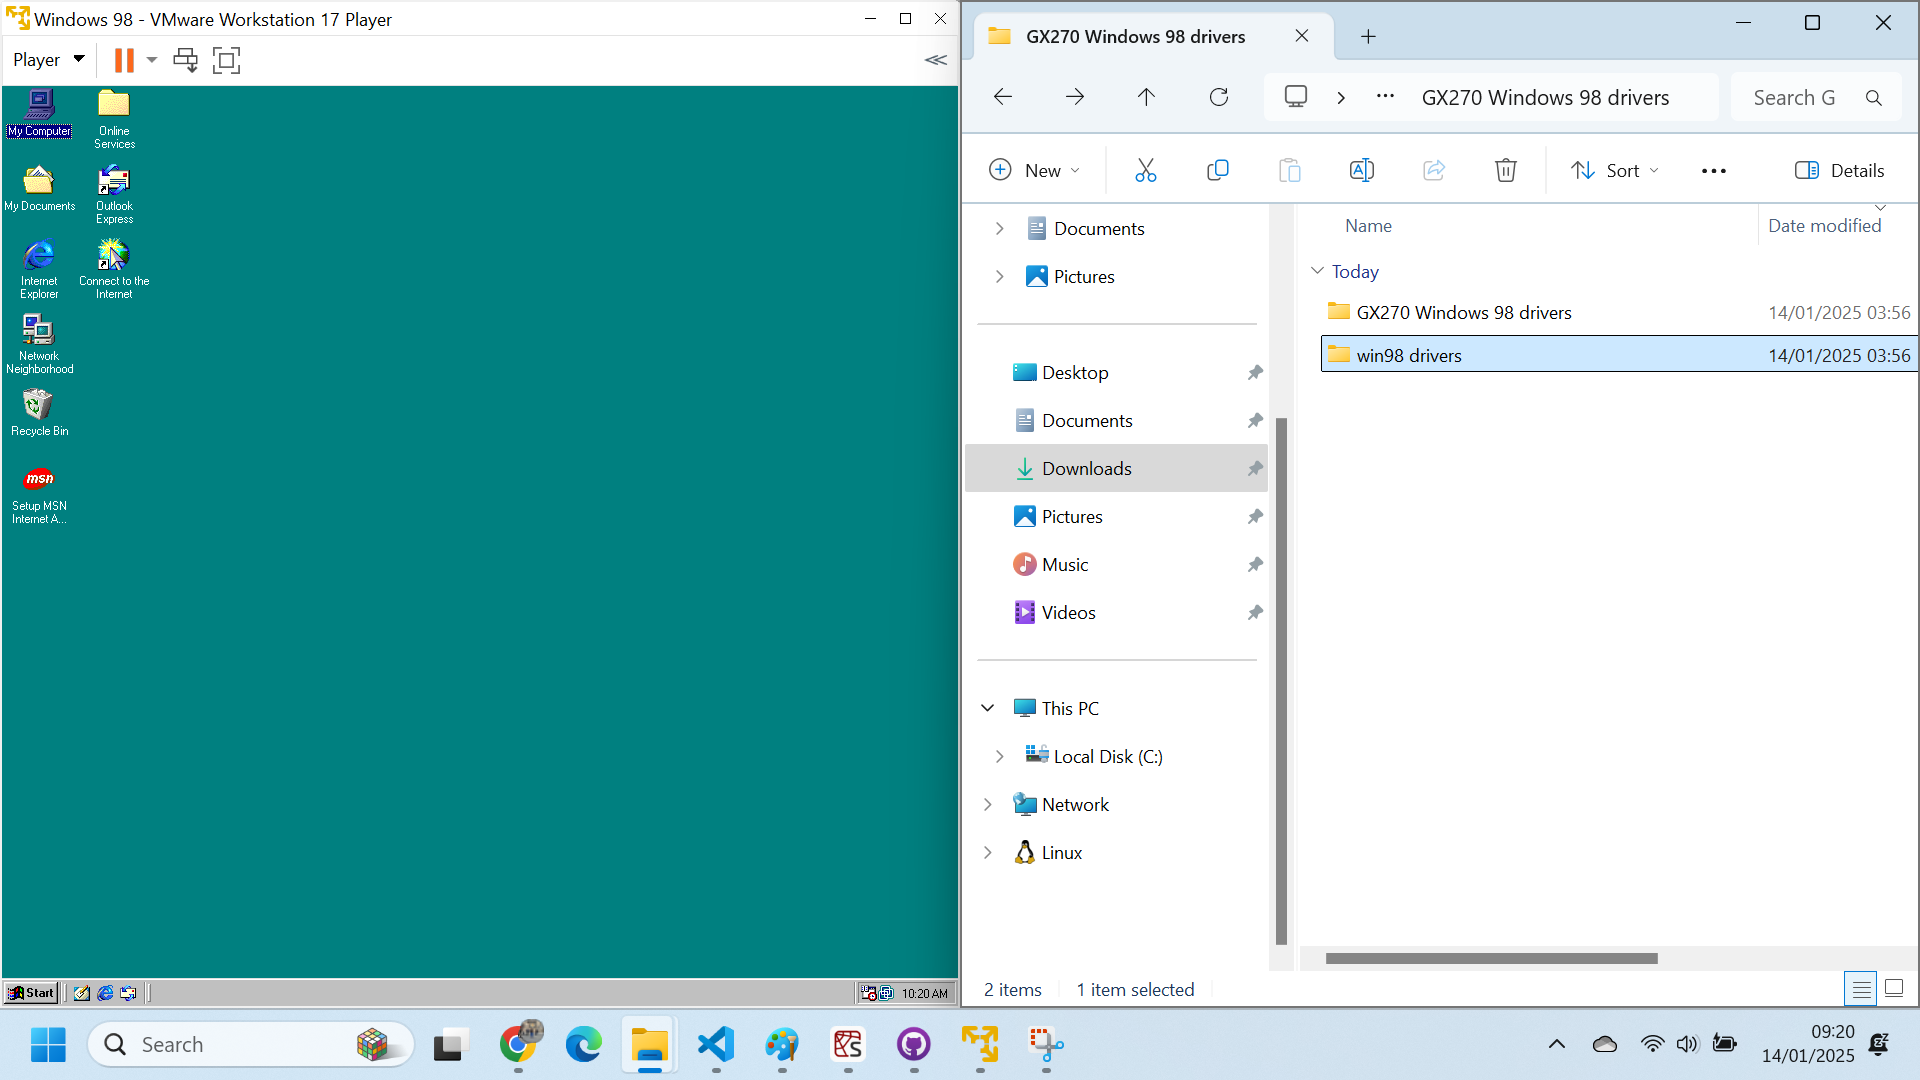 Windows 98 - VMware Workstation 17 Player
Player
My Computer
Online
Services
My Documents
Outlook
Express
Internet
Explorer
Connect to the
Internet
Network
Neighborhood
Recycle Bin
msn
Setup MSN
Internet A...
Start
10:20 AM
GX270 Windows 98 drivers
GX270 Windows 98 drivers
Search G
New
Sort
Details
Documents
Pictures
Desktop
Documents
Downloads
Pictures
Music
Videos
This PC
Local Disk (C:)
Network
Linux
Name
Date modified
Today
GX270 Windows 98 drivers
14/01/2025 03:56
win98 drivers
14/01/2025 03:56
2 items
1 item selected
Search
09:20
14/01/2025